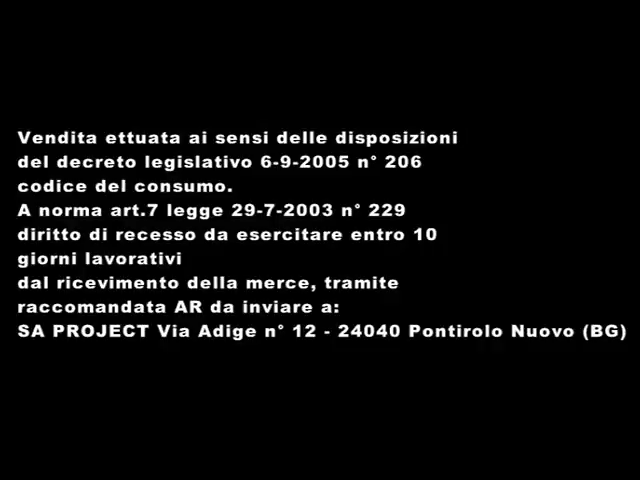 Vendita ettuata ai sensi delle disposizioni
del decreto legislativo 6-9-2005 n° 206
codice del consumo.
A norma art.7 legge 29-7-2003 n° 229
diritto di recesso da esercitare entro 10
giorni lavorativi
dal ricevimento della merce, tramite
raccomandata AR da inviare a:
SA PROJECT Via Adige n° 12 - 24040 Pontirolo Nuovo (BG)